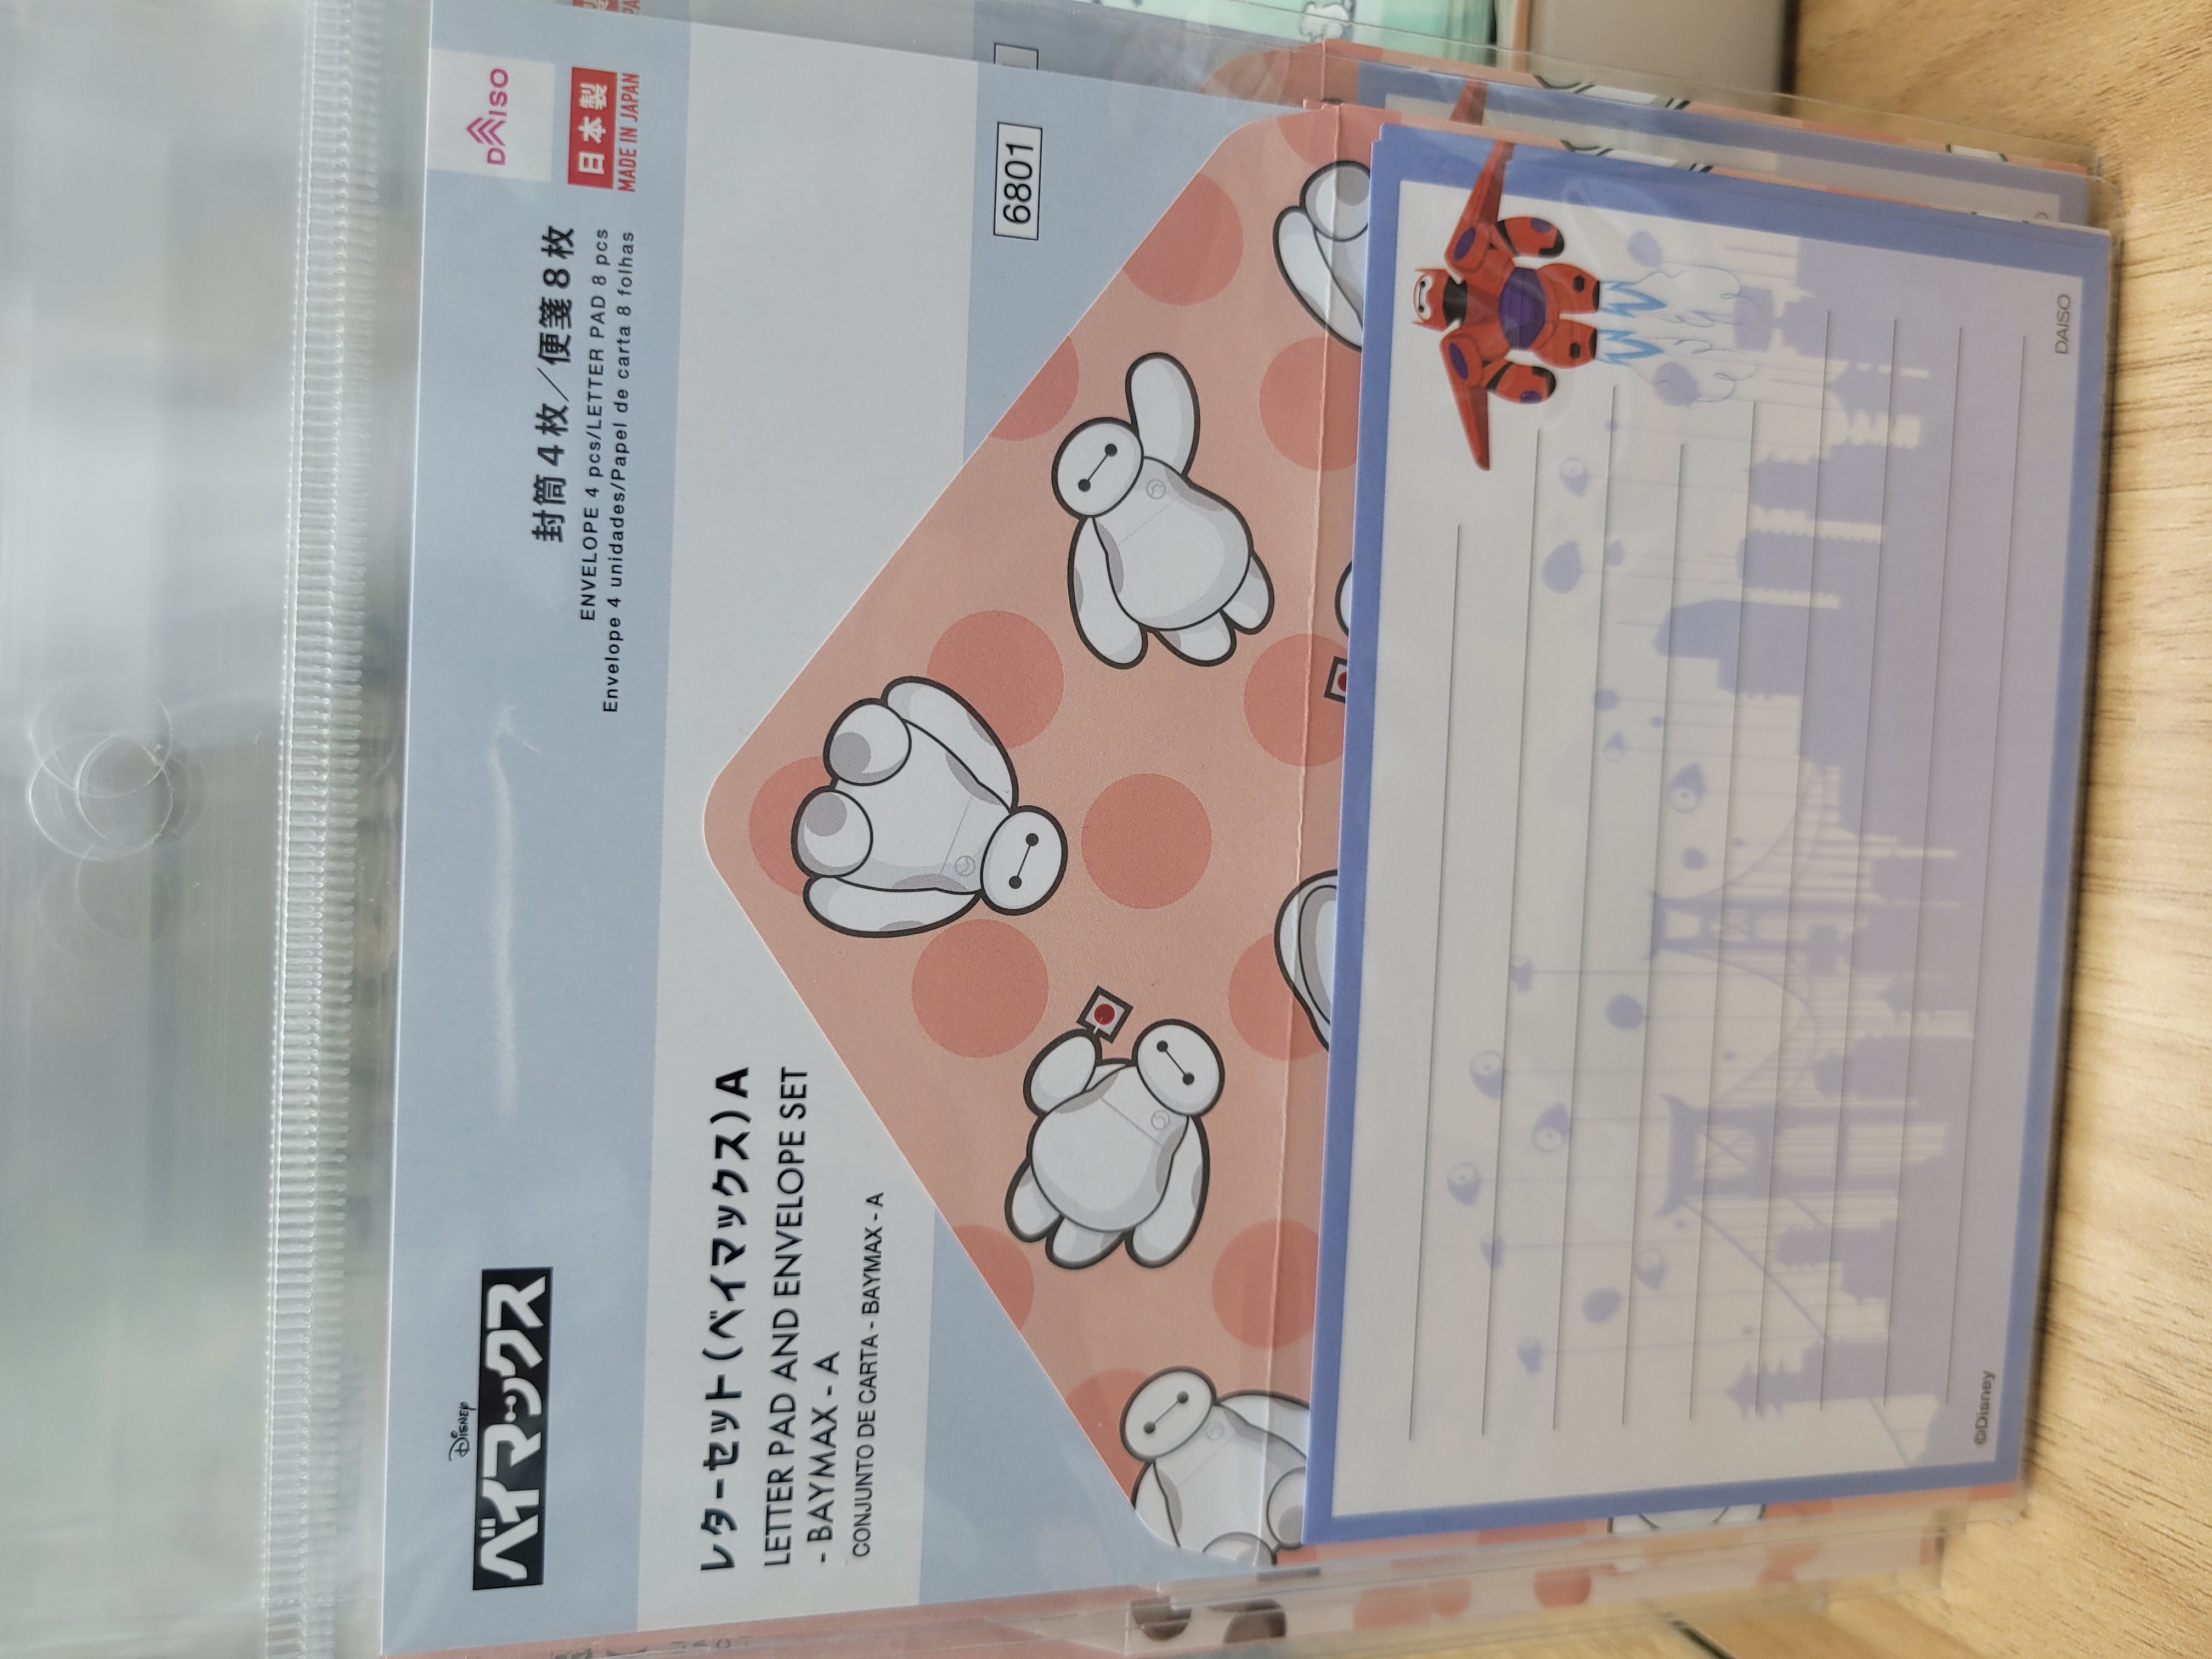 Disney
ベイマックス
DAISO
日本製
MADE IN JAPAN
封筒4枚/便箋8枚
ENVELOPE 4 pcs/LETTER PAD 8 pcs
Envelope 4 unidades/Papel de carta 8 folhas
レターセット(ベイマックス)A
LETTER PAD AND ENVELOPE SET
- BAYMAX - A
CONJUNTO DE CARTA - BAYMAX - A
6801
©Disney
DAISO